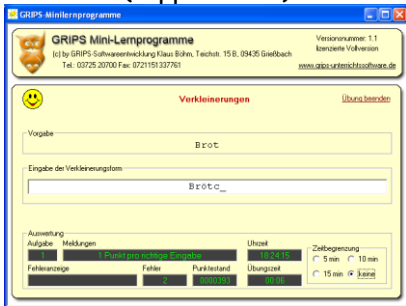 GRIPS-Minilernprogramme
GRIPS Mini-Lernprogramme
(c) by GRIPS-Softwareentwicklung Klaus Böhm, Teichstr. 15 B, 09435 Grießbach
Tel.: 03725 20700 Fax: 0721151337761
Versionsnummer: 1.1
lizenzierte Vollversion
www.grips-unterrichtssoftware.de
Verkleinerungen
Übung beenden
Vorgabe
Brot
Eingabe der Verkleinerungsform
Brötc_
Auswertung
Aufgabe Meldungen Uhrzeit
1 1 Punkt pro richtige Eingabe 18:24:15
Fehleranzeige Fehler Punktestand Übungszeit
2 0000393 00:06
Zeitbegrenzung
5 min 10 min
15 min keine